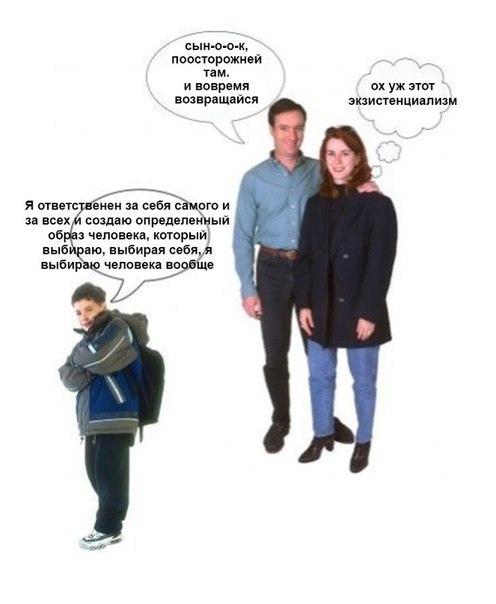 сын-о-о-к,
поосторожней
там.
и вовремя
возвращайся
ох уж этот
экзистенциализм
Я ответственен за себя самого и
за всех и создаю определенный
образ человека, который
выбираю, выбирая себя, я
выбираю человека вообще